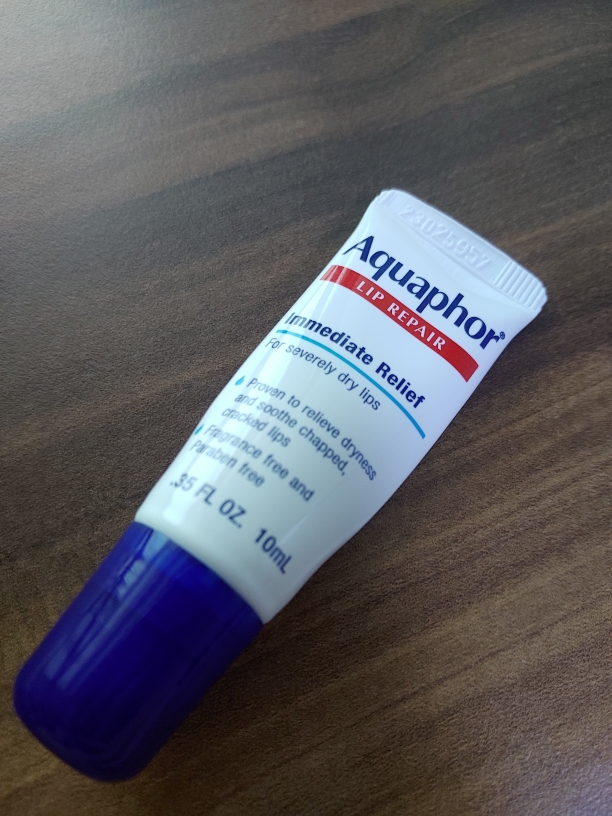 23025957
Aquaphor®
LIP REPAIR
Immediate Relief
For severely dry lips
Proven to relieve dryness
and soothe chapped,
cracked lips
Fragrance free and
Paraben free
.35 FL OZ. 10mL